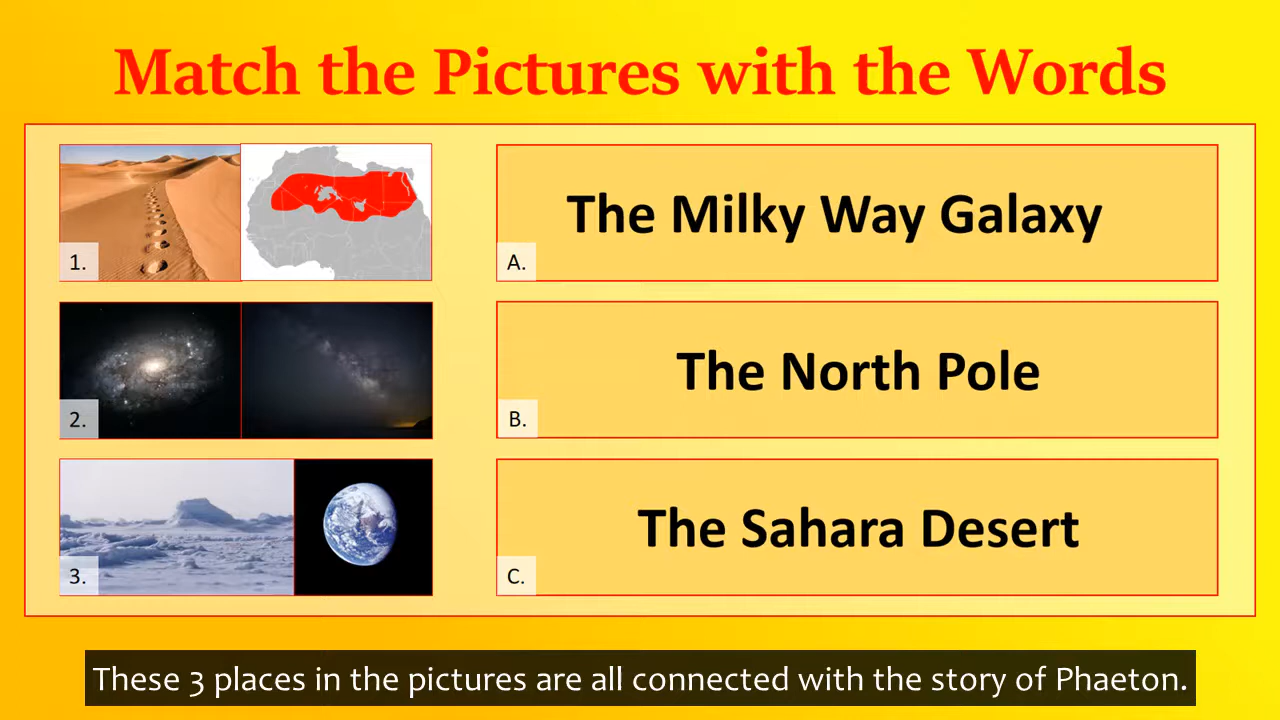 Match the Pictures with the Words
1.
The Milky Way Galaxy
A.
2.
The North Pole
B.
3.
The Sahara Desert
C.
These 3 places in the pictures are all connected with the story of Phaeton.